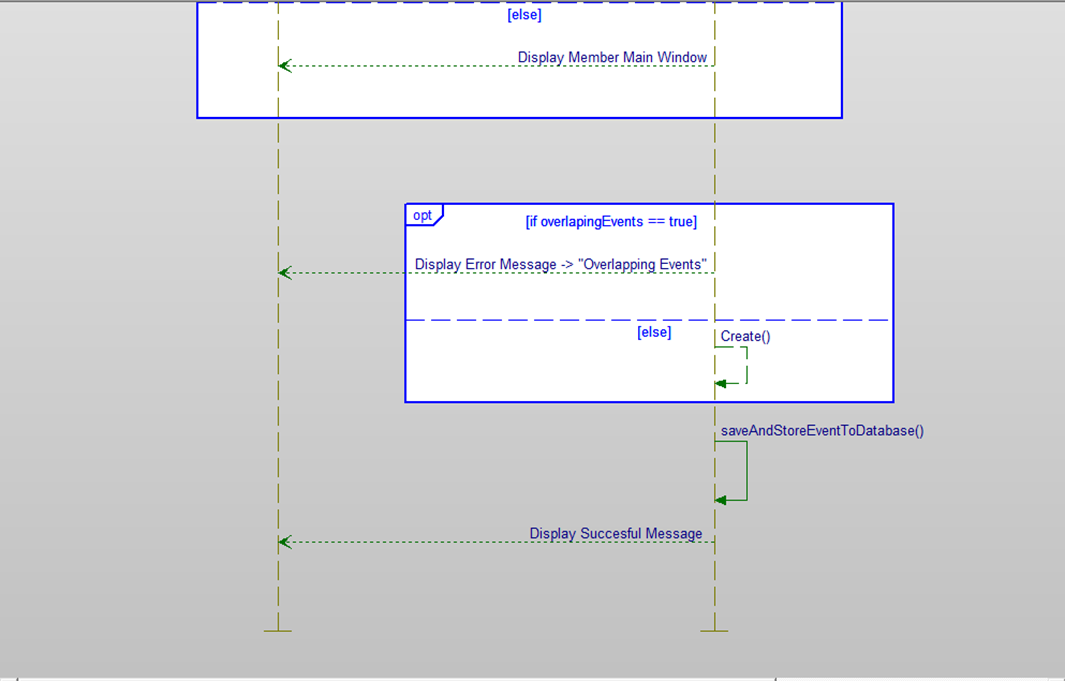 [else]
Display Member Main Window
opt
[if overlapingEvents == true]
Display Error Message -> "Overlapping Events"
[else]
Create()
saveAndStoreEventToDatabase()
Display Succesful Message